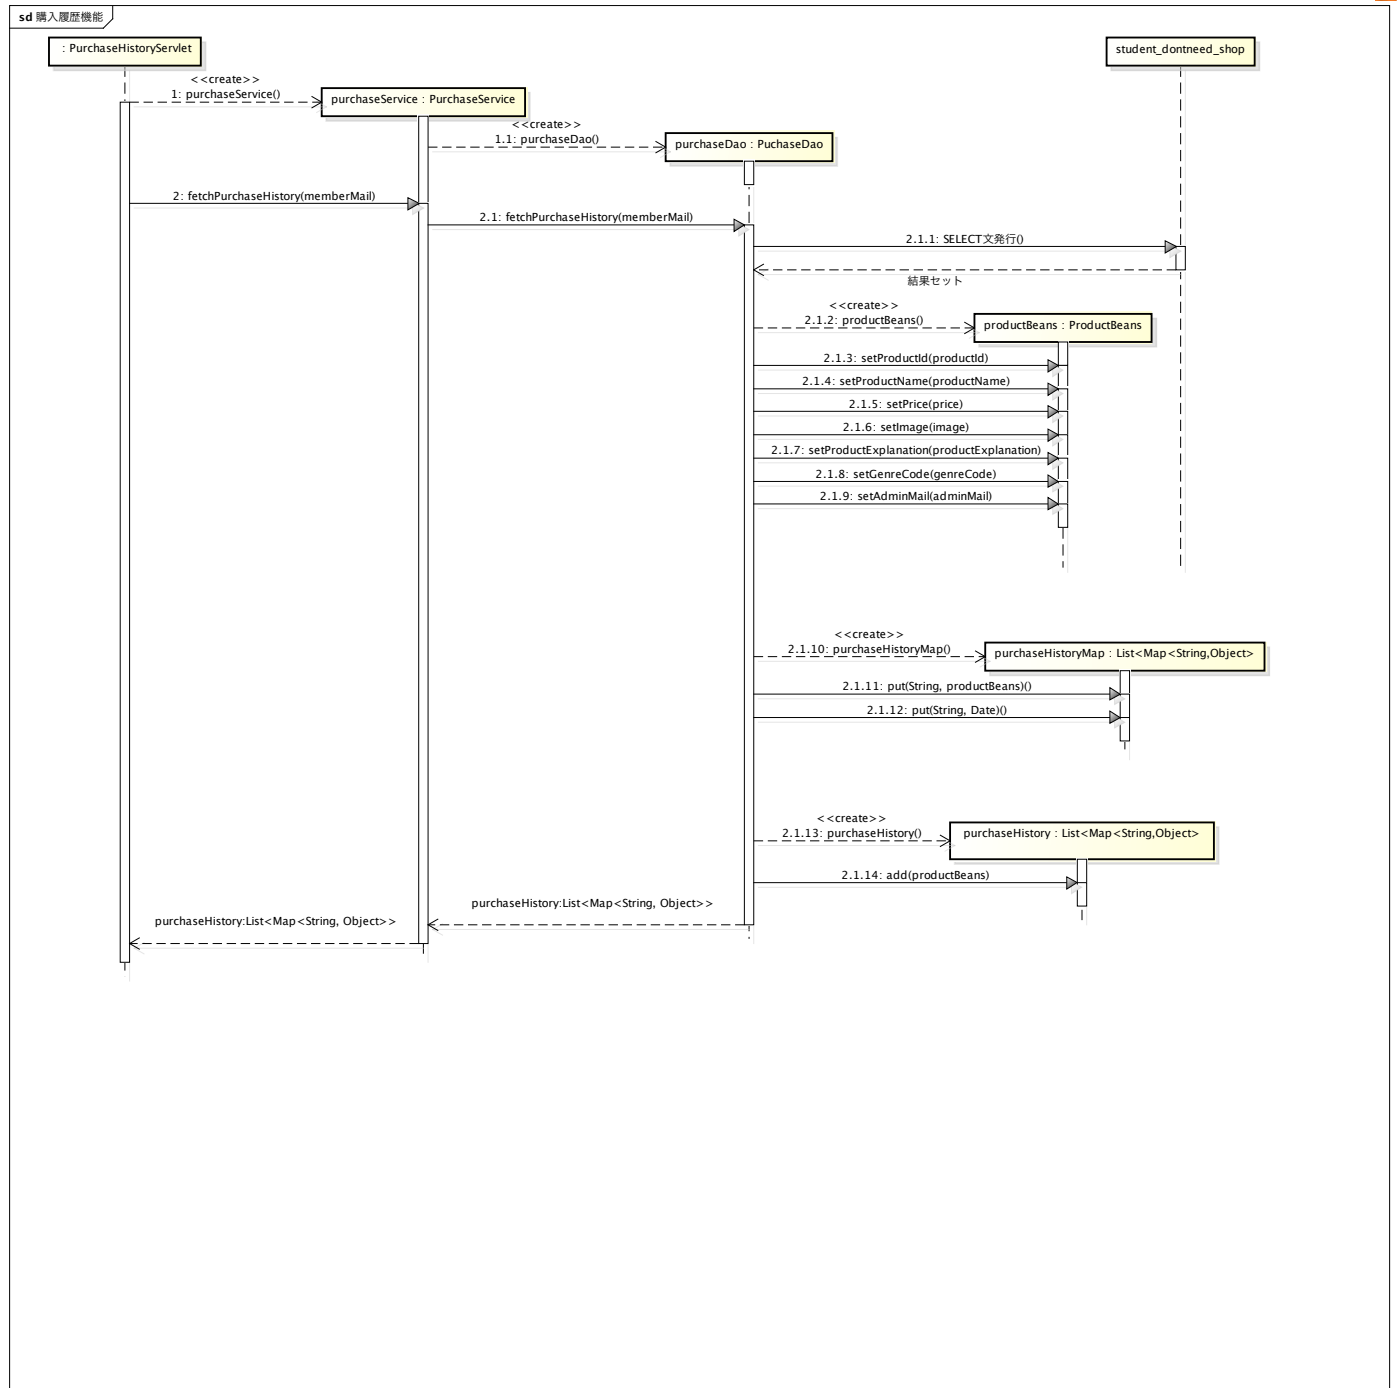 sd 購入履歴機能
: PurchaseHistoryServlet
student_dontneed_shop
<<create>>
1: purchaseService()
purchaseService : PurchaseService
<<create>>
1.1: purchaseDao()
purchaseDao : PuchaseDao
2: fetchPurchaseHistory(memberMail)
2.1: fetchPurchaseHistory(memberMail)
2.1.1: SELECT文発行()
結果セット
<<create>>
2.1.2: productBeans()
productBeans : ProductBeans
2.1.3: setProductId(productId)
2.1.4: setProductName(productName)
2.1.5: setPrice(price)
2.1.6: setImage(image)
2.1.7: setProductExplanation(productExplanation)
2.1.8: setGenreCode(genreCode)
2.1.9: setAdminMail(adminMail)
<<create>>
2.1.10: purchaseHistoryMap()
purchaseHistoryMap : List<Map<String,Object>
2.1.11: put(String, productBeans)()
2.1.12: put(String, Date)()
<<create>>
2.1.13: purchaseHistory()
purchaseHistory : List<Map<String,Object>
2.1.14: add(productBeans)
purchaseHistory:List<Map<String, Object>>
purchaseHistory:List<Map<String, Object>>